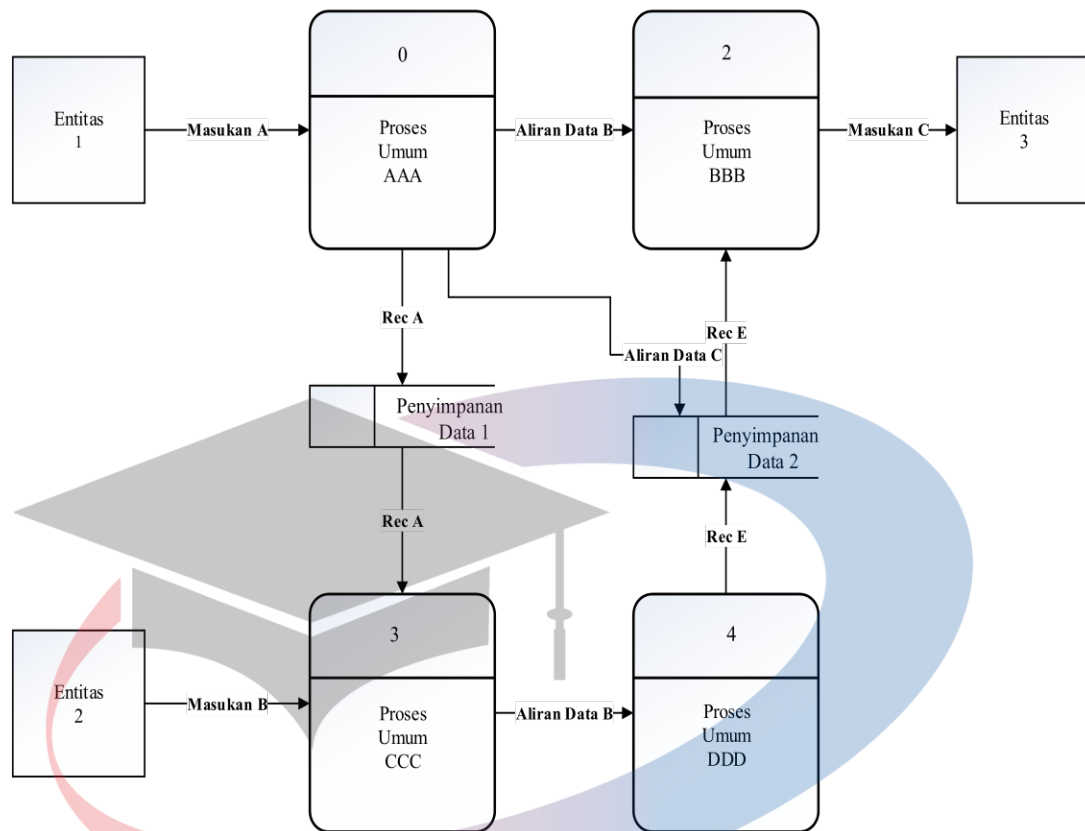 0
2
Entitas
1
Masukan A
Proses
Umum
AAA
Aliran Data B
Proses
Umum
BBB
Masukan C
Entitas
3
Rec A
Rec E
Aliran Data C
Penyimpanan
Data 1
Penyimpanan
Data 2
Rec A
Rec E
3
4
Entitas
2
Masukan B
Proses
Umum
CCC
Aliran Data B
Proses
Umum
DDD